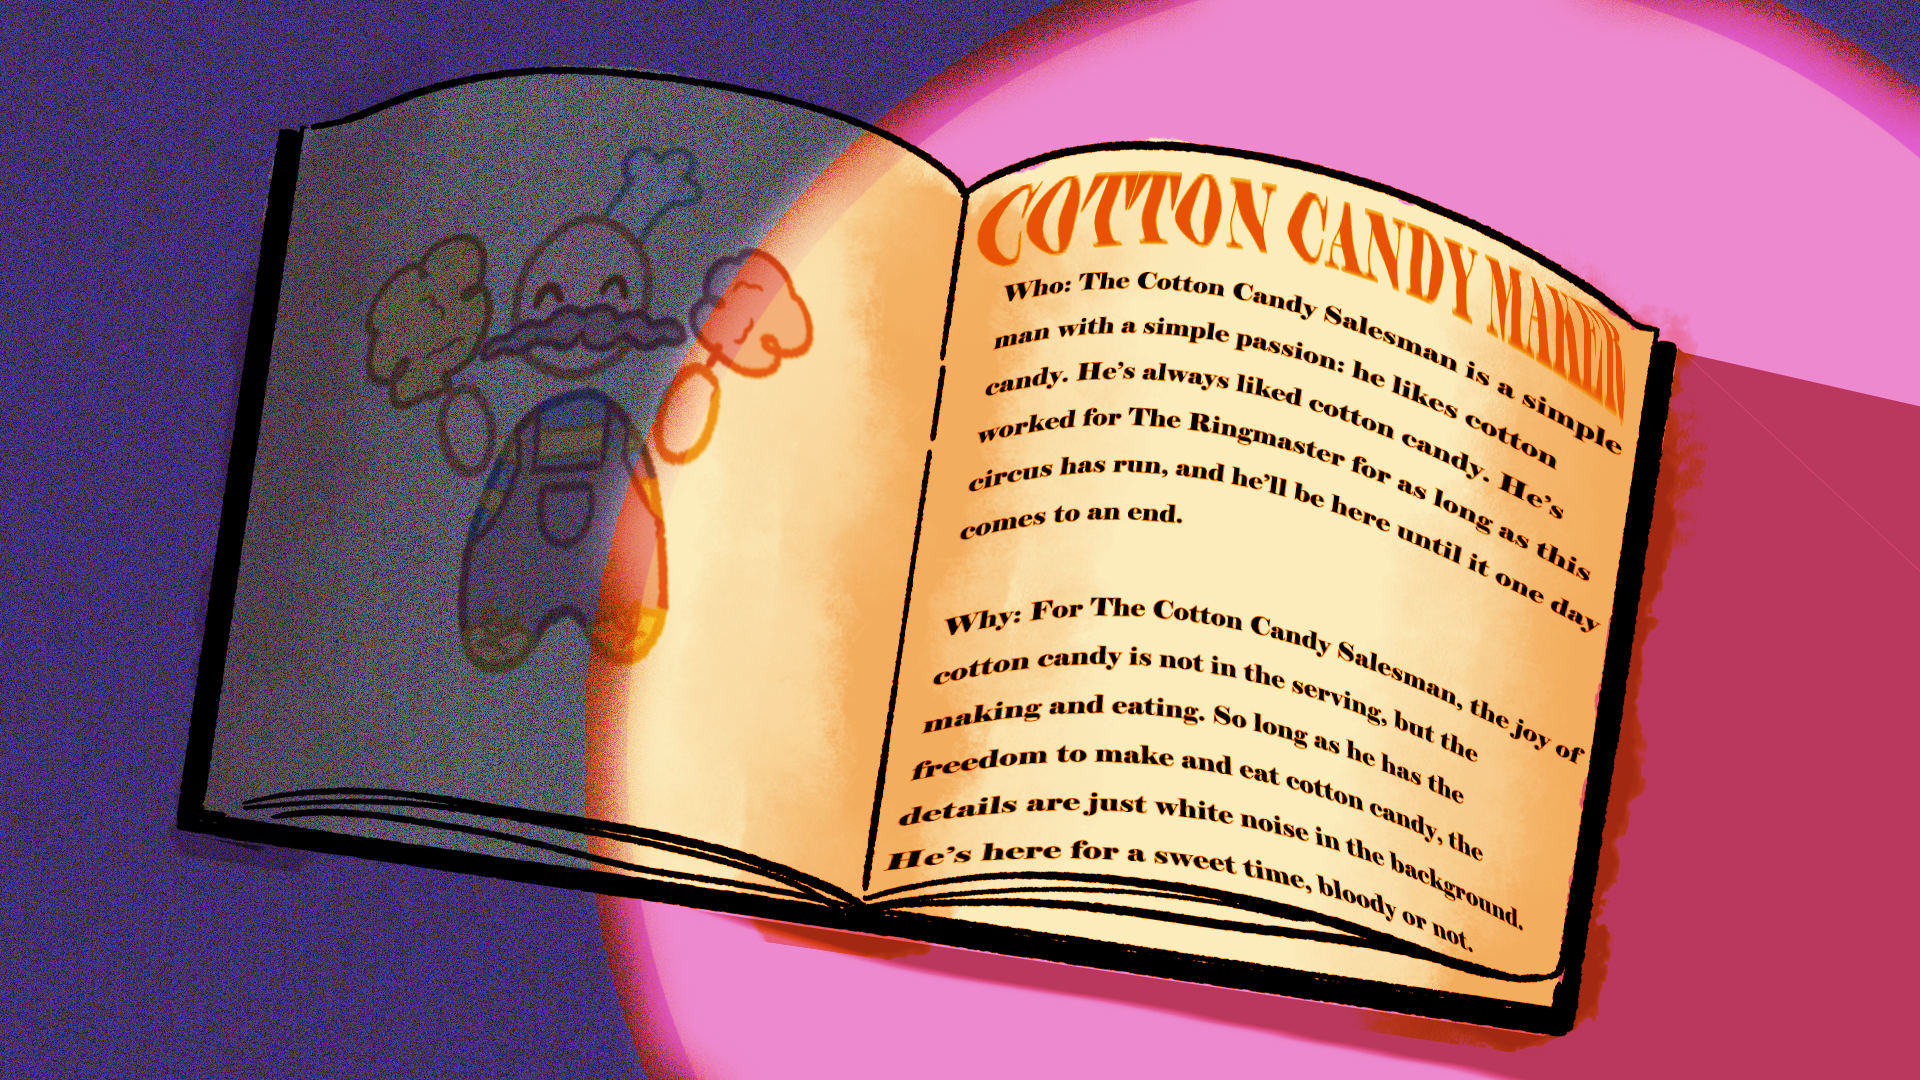 COTTON CANDY MAKER
Who: The Cotton Candy Salesman is a simple
man with a simple passion: he likes cotton
candy. He's always liked cotton candy. He's
worked for The Ringmaster for as long as this
circus has run, and he'll be here until it one day
comes to an end.
Why: For The Cotton Candy Salesman, the joy of
cotton candy is not in the serving, but the
making and eating. So long as he has the
freedom to make and eat cotton candy, the
details are just white noise in the background.
He's here for a sweet time, bloody or not.